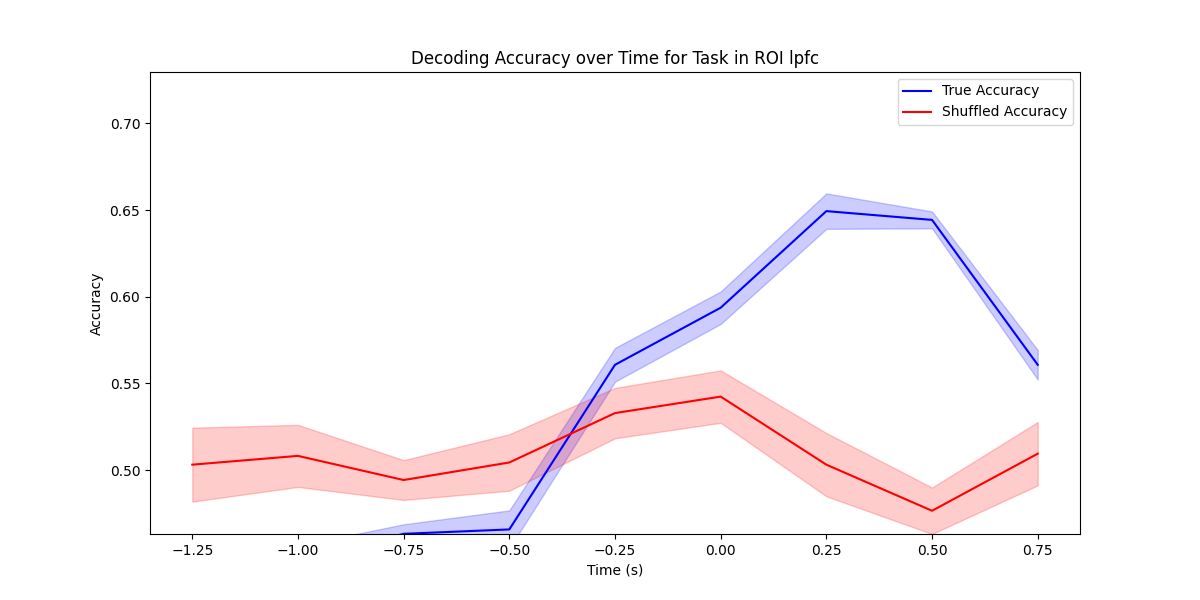 Decoding Accuracy over Time for Task in ROI lpfc
True Accuracy
Shuffled Accuracy
0.70
0.65
0.60
0.55
0.50
Accuracy
−1.25 −1.00 −0.75 −0.50 −0.25 0.00 0.25 0.50 0.75
Time (s)